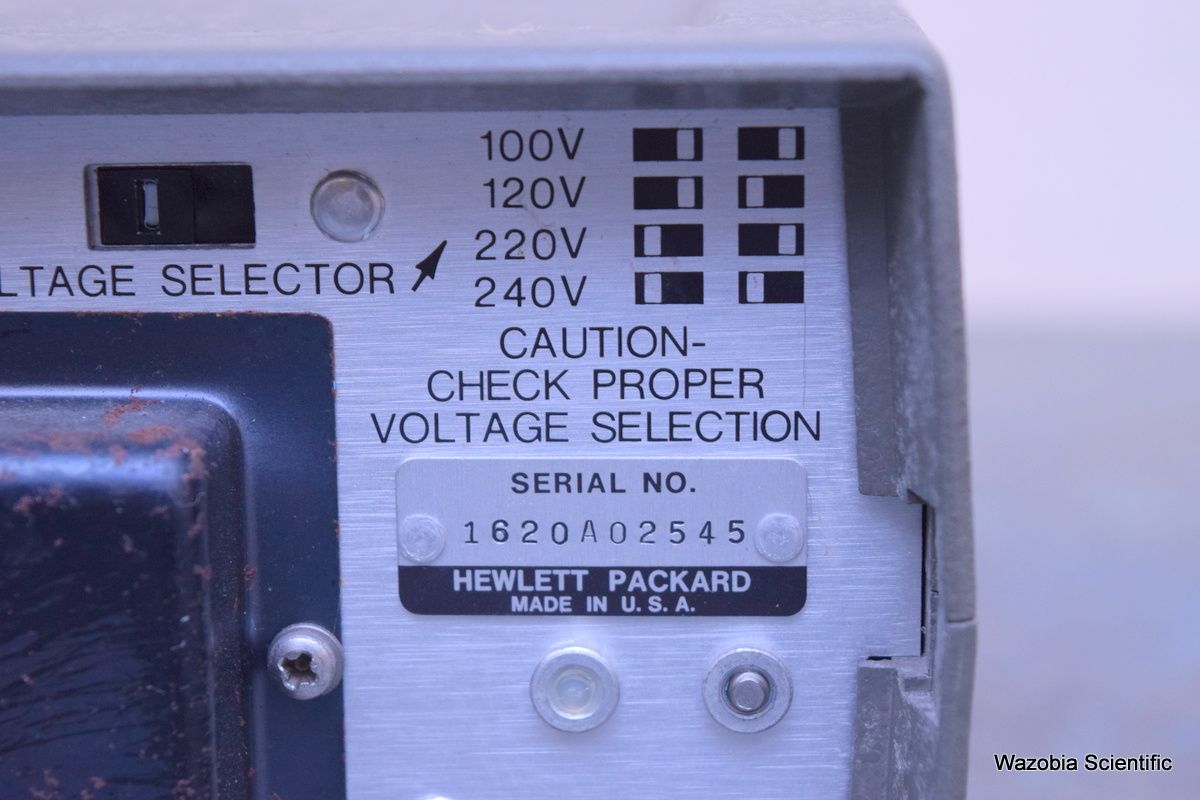 100V
120V
220V
240V
LTAGE SELECTOR
CAUTION-
CHECK PROPER
VOLTAGE SELECTION
SERIAL NO.
1620A02545
HEWLETT PACKARD
MADE IN U.S.A.
Wazobia Scientific